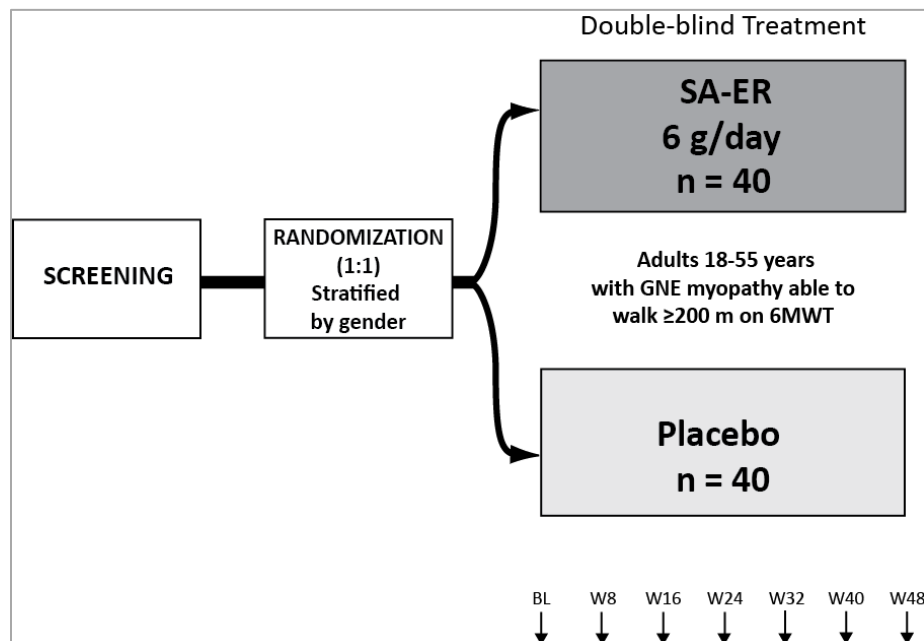 Double-blind Treatment
SA-ER
6 g/day
n = 40
SCREENING
RANDOMIZATION
(1:1)
Stratified
by gender
Adults 18-55 years
with GNE myopathy able to
walk ≥200 m on 6MWT
Placebo
n = 40
BL W8 W16 W24 W32 W40 W48